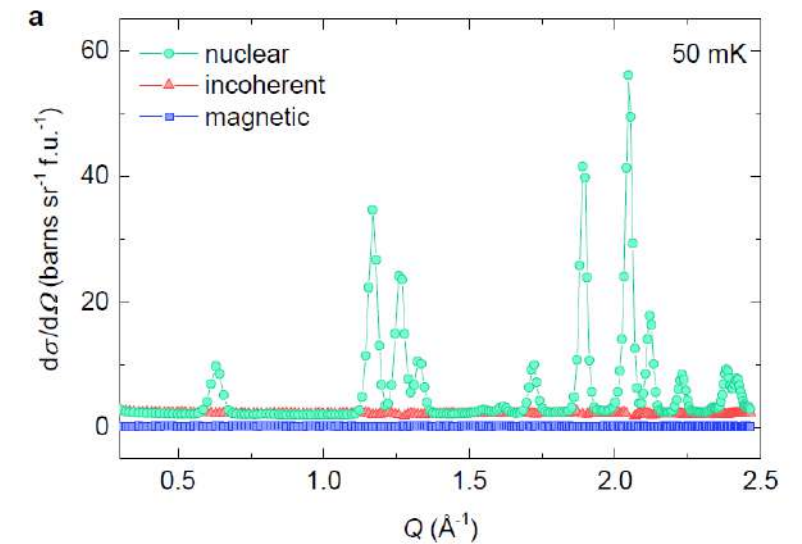 a
nuclear
incoherent
magnetic
50 mK
60
40
20
0
dσ/dΩ (barns sr⁻¹ f.u.⁻¹)
0.5 1.0 1.5 2.0 2.5
Q (Å⁻¹)